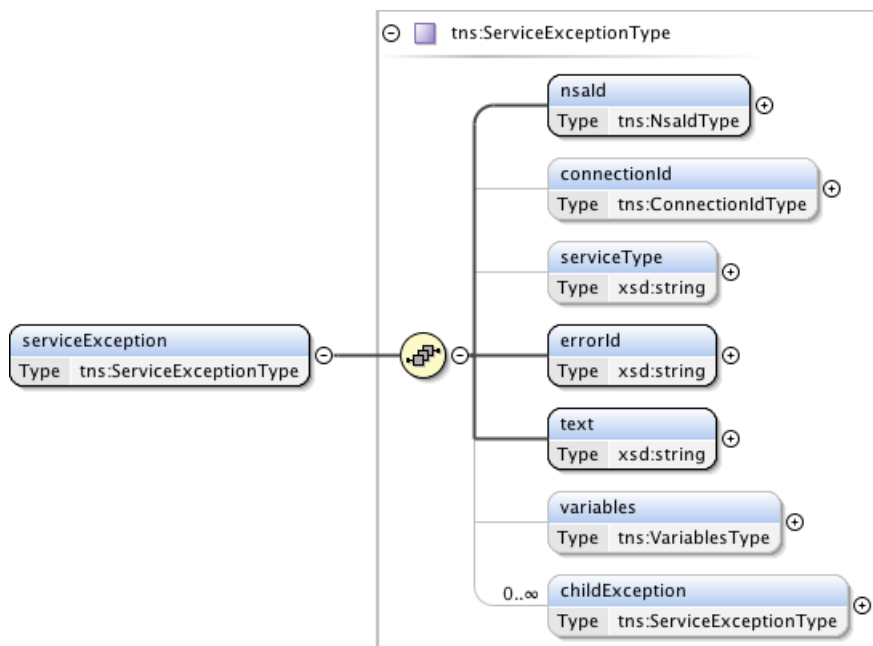 tns:ServiceExceptionType
nsaId
Type tns:NsaIdType
connectionId
Type tns:ConnectionIdType
serviceType
Type xsd:string
serviceException
Type tns:ServiceExceptionType
errorId
Type xsd:string
text
Type xsd:string
variables
Type tns:VariablesType
0..∞
childException
Type tns:ServiceExceptionType